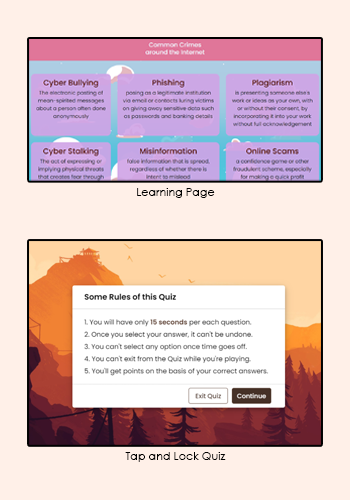 Common Crimes
around the Internet
Cyber Bullying
The electronic posting of
mean-spirited messages
about a person often done
anonymously
Phishing
posing as a legitimate institution
via email or contacts luring victims
on giving away sensitive data such
as passwords and banking details
Plagiarism
is presenting someone else's
work or ideas as your own, with
or without their consent, by
incorporating it into your work
without full acknowledgement
Cyber Stalking
The act of expressing or
implying physical threats
that creates fear through
Misinformation
false information that is spread,
regardless of whether there is
intent to mislead
Online Scams
a confidence game or other
fraudulent scheme, especially
for making a quick profit
Learning Page
Some Rules of this Quiz
1. You will have only 15 seconds per each question.
2. Once you select your answer, it can't be undone.
3. You can't select any option once time goes off.
4. You can't exit from the Quiz while you're playing.
5. You'll get points on the basis of your correct answers.
Exit Quiz
Continue
Tap and Lock Quiz